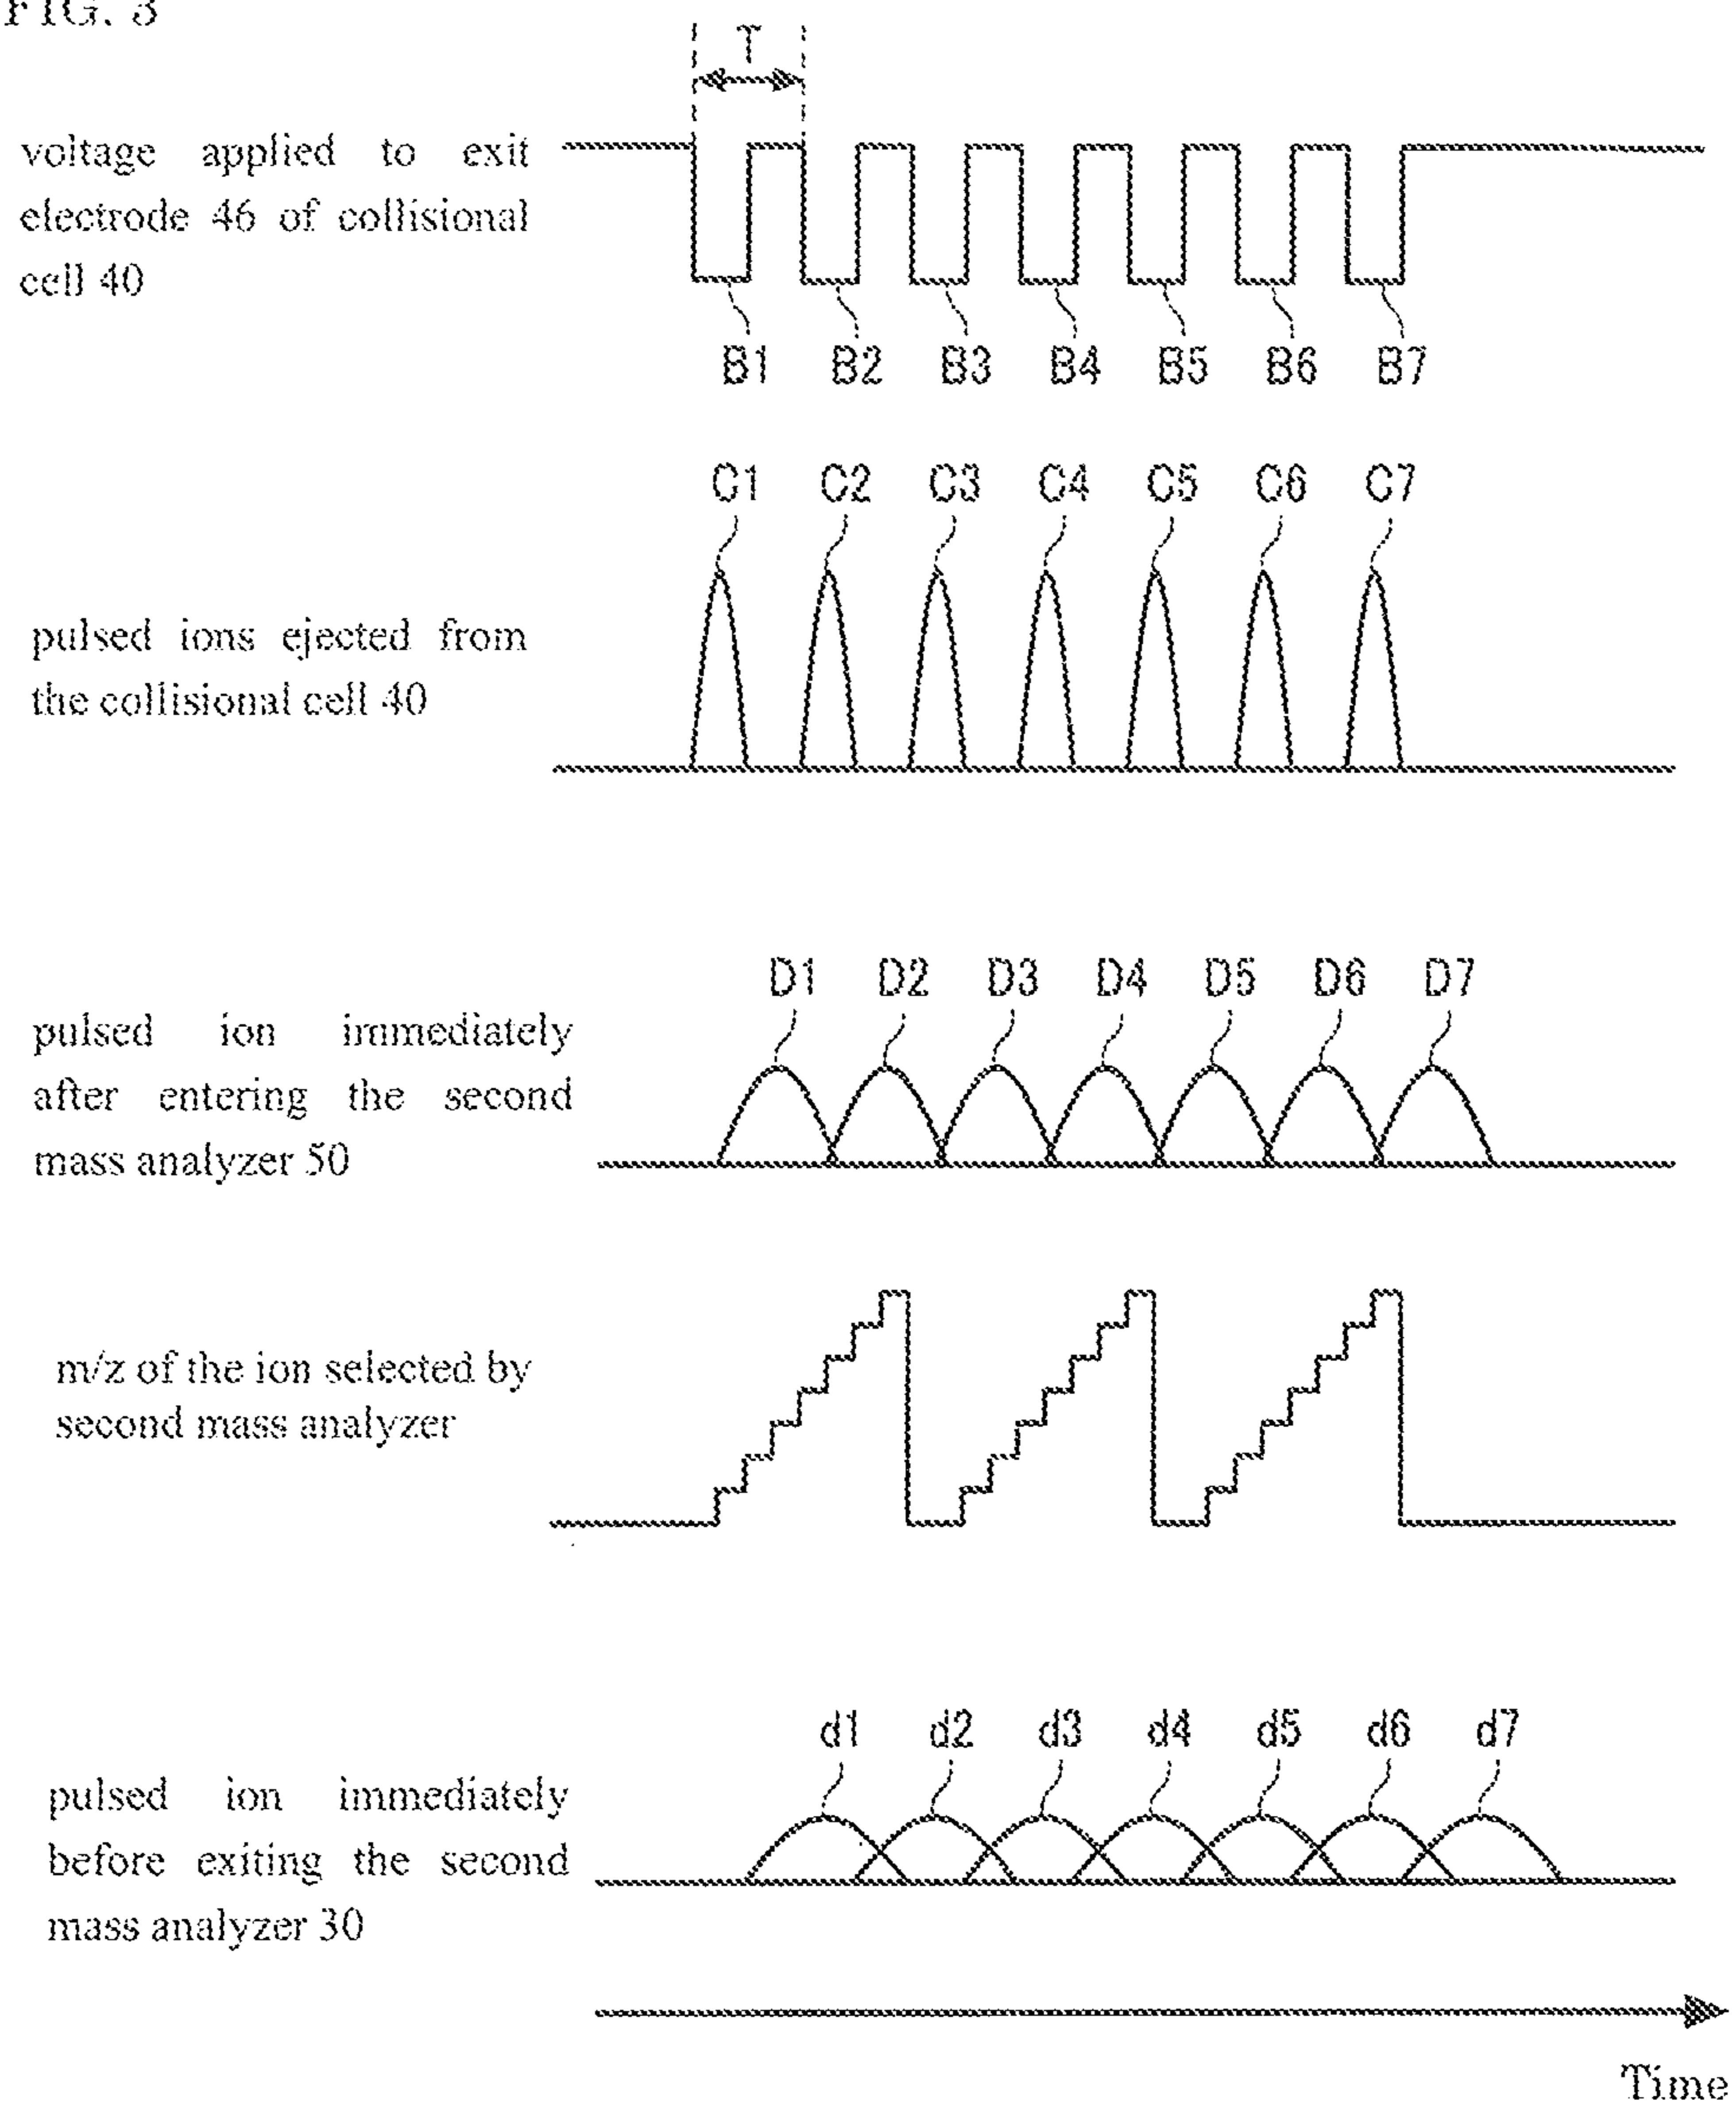 FIG. 3
T
voltage applied to exit
electrode 46 of collisional
cell 40
B1 B2 B3 B4 B5 B6 B7
C1 C2 C3 C4 C5 C6 C7
pulsed ions ejected from
the collisional cell 40
D1 D2 D3 D4 D5 D6 D7
pulsed ion immediately
after entering the second
mass analyzer 50
m/z of the ion selected by
second mass analyzer
d1 d2 d3 d4 d5 d6 d7
pulsed ion immediately
before exiting the second
mass analyzer 30
Time